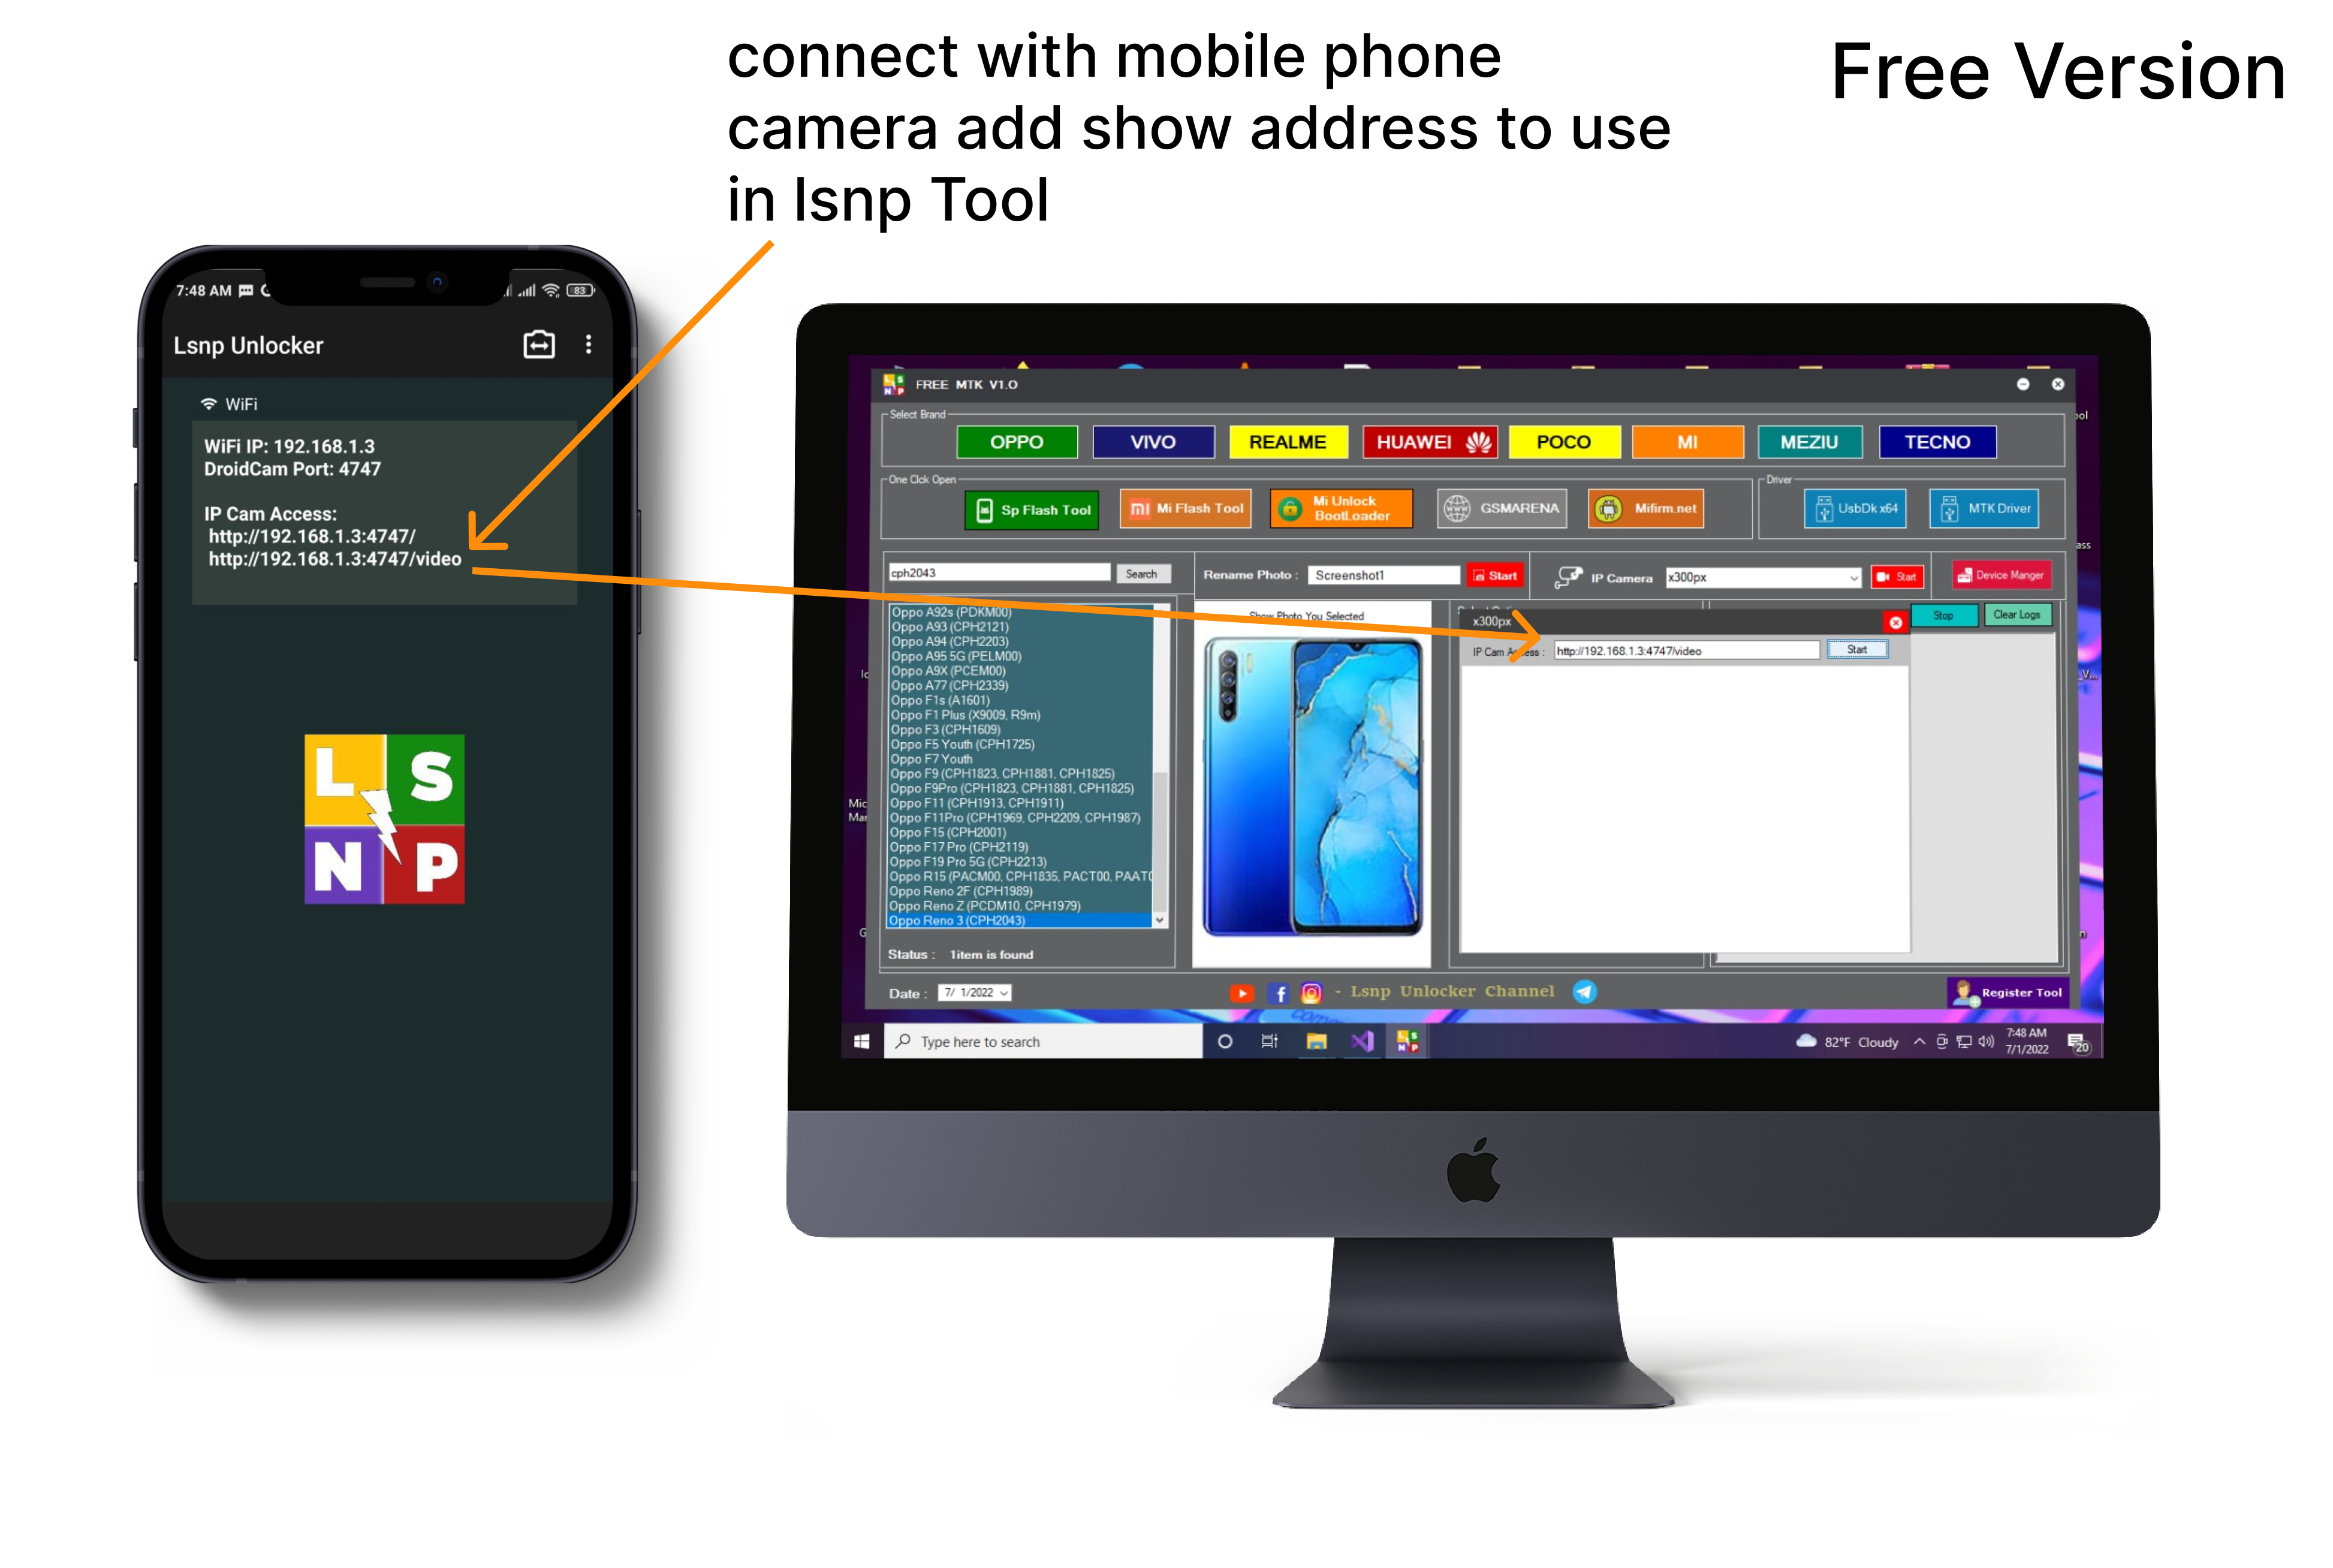 connect with mobile phone
camera add show address to use
in lsnp Tool
Free Version
7:48 AM
83
Lsnp Unlocker
WiFi
WiFi IP: 192.168.1.3
DroidCam Port: 4747
IP Cam Access:
http://192.168.1.3:4747/
http://192.168.1.3:4747/video
L S
N P
FREE MTK V1.O
Select Brand
OPPO VIVO REALME HUAWEI POCO MI MEZIU TECNO
One Clck Open
Driver
Sp Flash Tool
Mi Flash Tool
Mi Unlock
BootLoader
GSMARENA
Mifirm.net
UsbDk x64
MTK Driver
cph2043
Search
Rename Photo : Screenshot1 Start
IP Camera x300px Start
Device Manger
Oppo A92s (PDKM00)
Oppo A93 (CPH2121)
Oppo A94 (CPH2203)
Oppo A95 5G (PELM00)
Oppo A9X (PCEM00)
Oppo A77 (CPH2339)
Oppo F1s (A1601)
Oppo F1 Plus (X9009, R9m)
Oppo F3 (CPH1609)
Oppo F5 Youth (CPH1725)
Oppo F7 Youth
Oppo F9 (CPH1823, CPH1881, CPH1825)
Oppo F9Pro (CPH1823, CPH1881, CPH1825)
Oppo F11 (CPH1913, CPH1911)
Oppo F11Pro (CPH1969, CPH2209, CPH1987)
Oppo F15 (CPH2001)
Oppo F17 Pro (CPH2119)
Oppo F19 Pro 5G (CPH2213)
Oppo R15 (PACM00, CPH1835, PACT00, PAAT0
Oppo Reno 2F (CPH1989)
Oppo Reno Z (PCDM10, CPH1979)
Oppo Reno 3 (CPH2043)
Status : 1item is found
Show Photo You Selected
x300px
IP Cam Access : http://192.168.1.3:4747/video Start
Stop
Clear Logs
Date : 7/ 1/2022
- Lsnp Unlocker Channel
Register Tool
Type here to search
82°F Cloudy
7:48 AM
7/1/2022
20